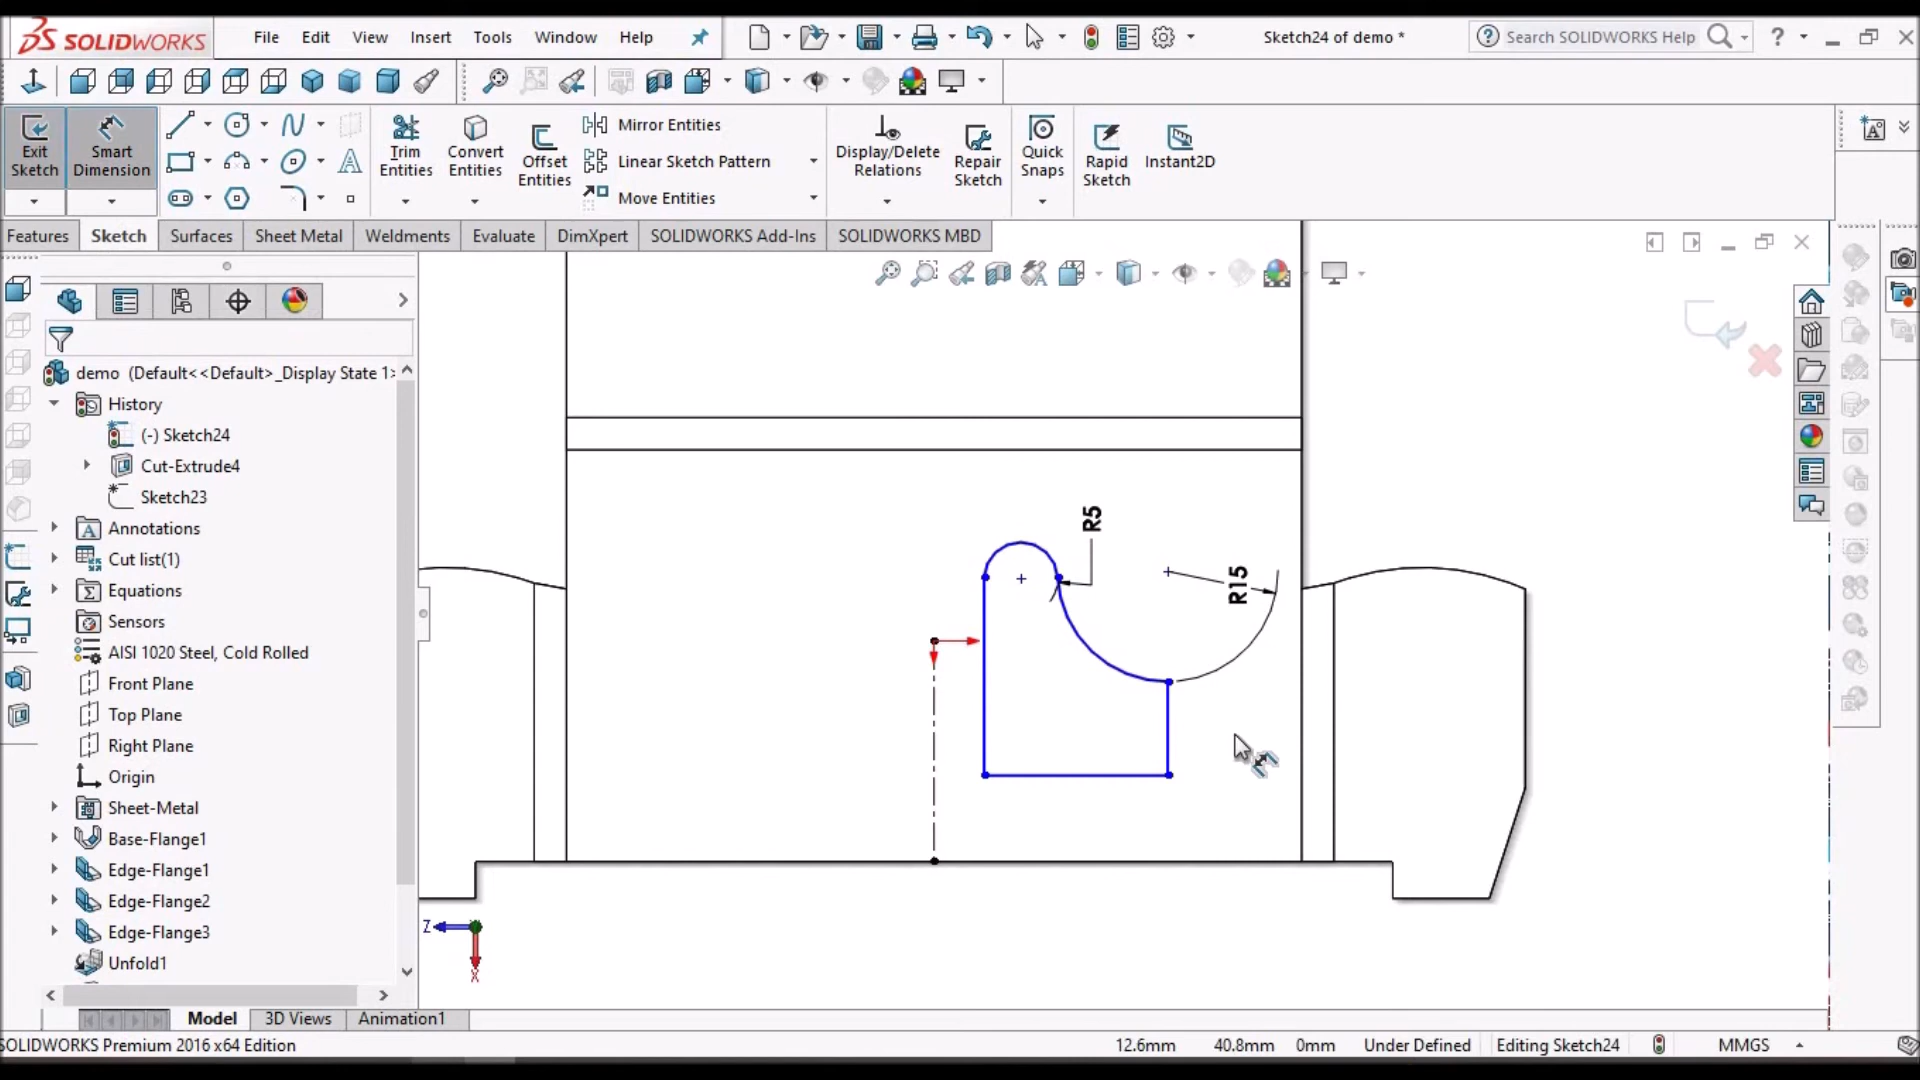 SOLIDWORKS File Edit View Insert Tools Window Help Sketch24 of demo * Search SOLIDWORKS Help ?
Exit Sketch
Smart Dimension
Trim Entities
Convert Entities
Offset Entities
Mirror Entities
Linear Sketch Pattern
Move Entities
Display/Delete Relations
Repair Sketch
Quick Snaps
Rapid Sketch
Instant2D
Features Sketch Surfaces Sheet Metal Weldments Evaluate DimXpert SOLIDWORKS Add-Ins SOLIDWORKS MBD
demo (Default<<Default>_Display State 1>
History
(-) Sketch24
Cut-Extrude4
Sketch23
Annotations
Cut list(1)
Equations
Sensors
AISI 1020 Steel, Cold Rolled
Front Plane
Top Plane
Right Plane
Origin
Sheet-Metal
Base-Flange1
Edge-Flange1
Edge-Flange2
Edge-Flange3
Unfold1
R5
R15
Z
X
Model 3D Views Animation1
SOLIDWORKS Premium 2016 x64 Edition 12.6mm 40.8mm 0mm Under Defined Editing Sketch24 MMGS